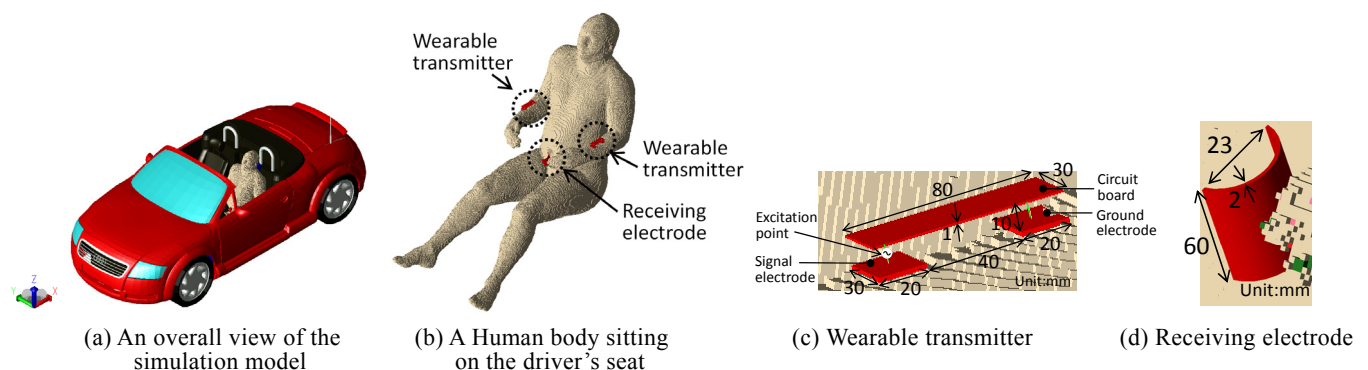 Wearable
transmitter
Wearable
transmitter
Receiving
electrode
Z
Y
X
80
30
Circuit
board
Excitation
point
10
1
Ground
electrode
20
40
Signal
electrode
30
20
Unit:mm
23
2
60
Unit:mm
(a) An overall view of the
simulation model
(b) A Human body sitting
on the driver's seat
(c) Wearable transmitter
(d) Receiving electrode